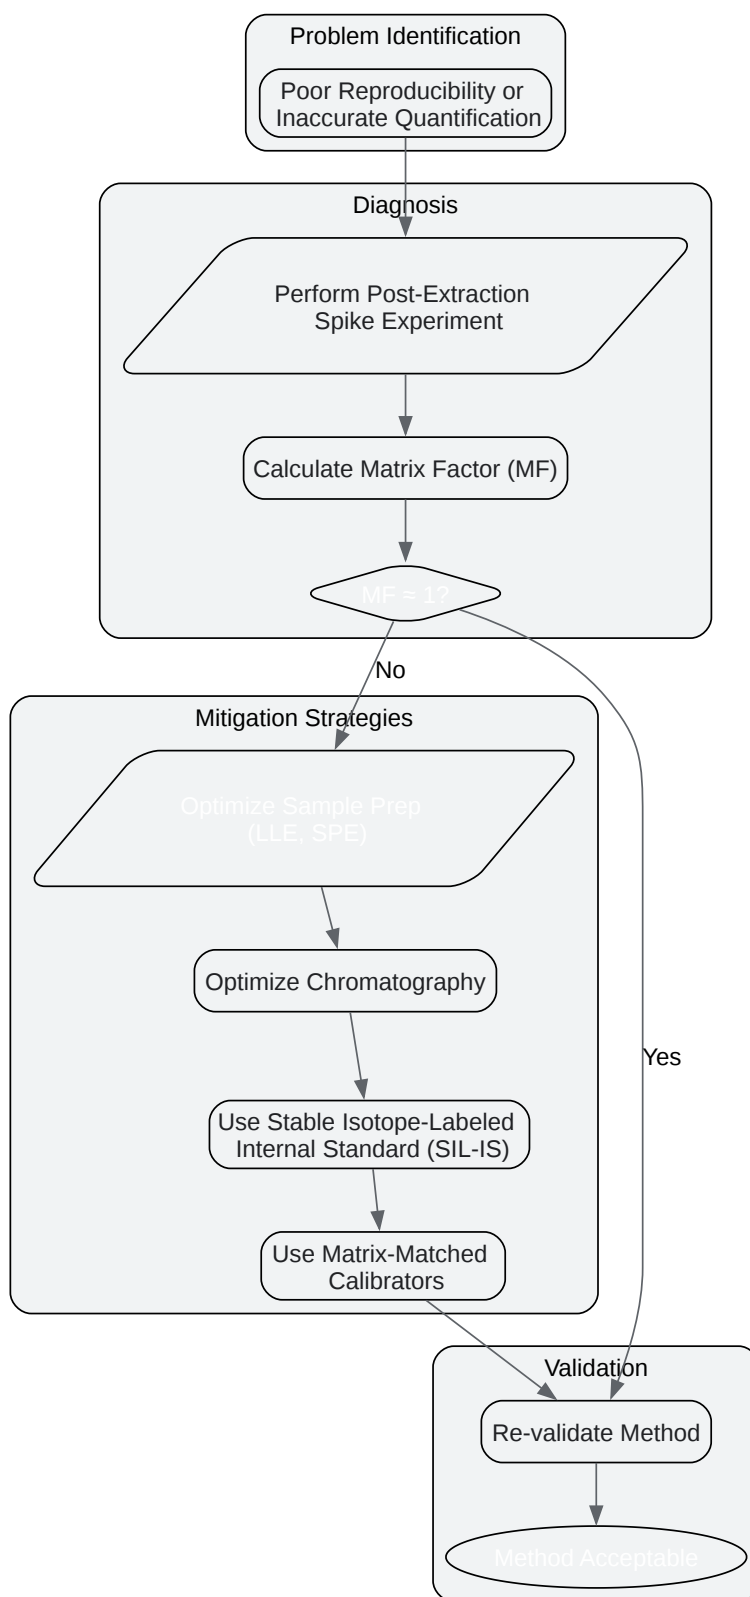 Problem Identification
Poor Reproducibility or
Inaccurate Quantification
Diagnosis
Perform Post-Extraction
Spike Experiment
Calculate Matrix Factor (MF)
MF ≈ 1?
No
Mitigation Strategies
Optimize Sample Prep
(LLE, SPE)
Optimize Chromatography
Yes
Use Stable Isotope-Labeled
Internal Standard (SIL-IS)
Use Matrix-Matched
Calibrators
Validation
Re-validate Method
Method Acceptable